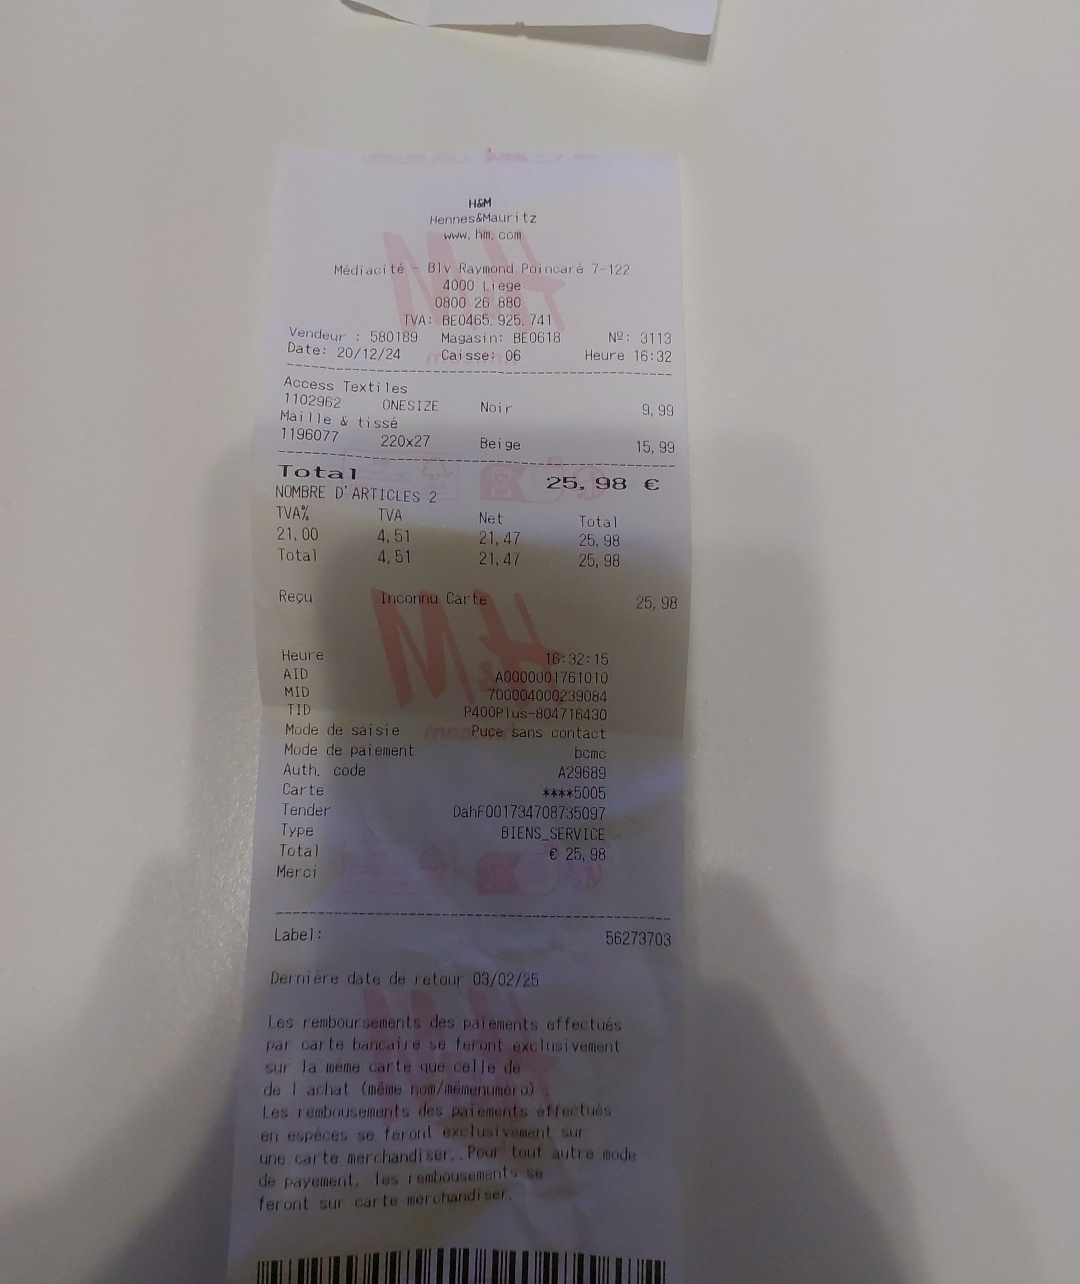 H&M
Hennes&Mauritz
www.hm.com
Médiacité - Blv Raymond Poincaré 7-122
4000 Liege
0800 26 880
TVA: BE0465.925.741
Vendeur : 580189 Magasin: BE0618 Nº: 3113
Date: 20/12/24 Caisse: 06 Heure 16:32
Access Textiles
1102962 ONESIZE Noir 9,99
Maille & tissé
1196077 220x27 Beige 15,99
Total 25,98 €
NOMBRE D'ARTICLES 2
TVA% TVA Net Total
21,00 4,51 21,47 25,98
Total 4,51 21,47 25,98
Reçu Inconnu Carte 25,98
Heure 16:32:15
AID A0000001761010
MID 700004000239084
TID P400Plus-804716430
Mode de saisie Puce sans contact
Mode de paiement bcmc
Auth. code A29689
Carte ****5005
Tender DahF001734708735097
Type BIENS_SERVICE
Total € 25,98
Merci
Label: 56273703
Dernière date de retour 03/02/25
Les remboursements des paiements effectués
par carte bancaire se feront exclusivement
sur la même carte que celle de
de l achat (même nom/mêmenuméro) .
Les rembousements des paiements effectués
en espèces se feront exclusivement sur
une carte merchandiser..Pour tout autre mode
de payement, les rembousements se
feront sur carte merchandiser.